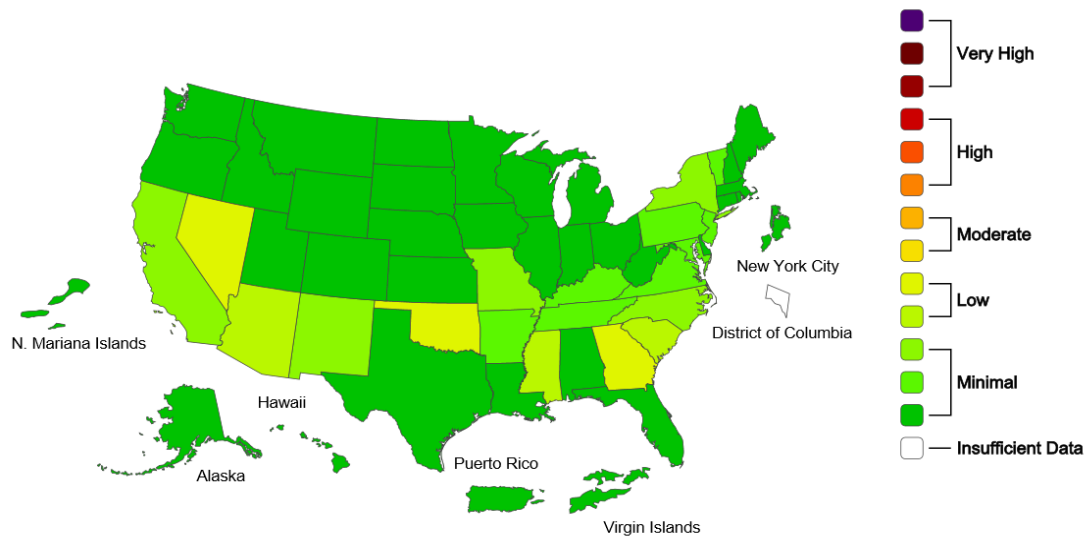 Very High
High
Moderate
New York City
Low
District of Columbia
N. Mariana Islands
Minimal
Hawaii
Insufficient Data
Puerto Rico
Alaska
Virgin Islands